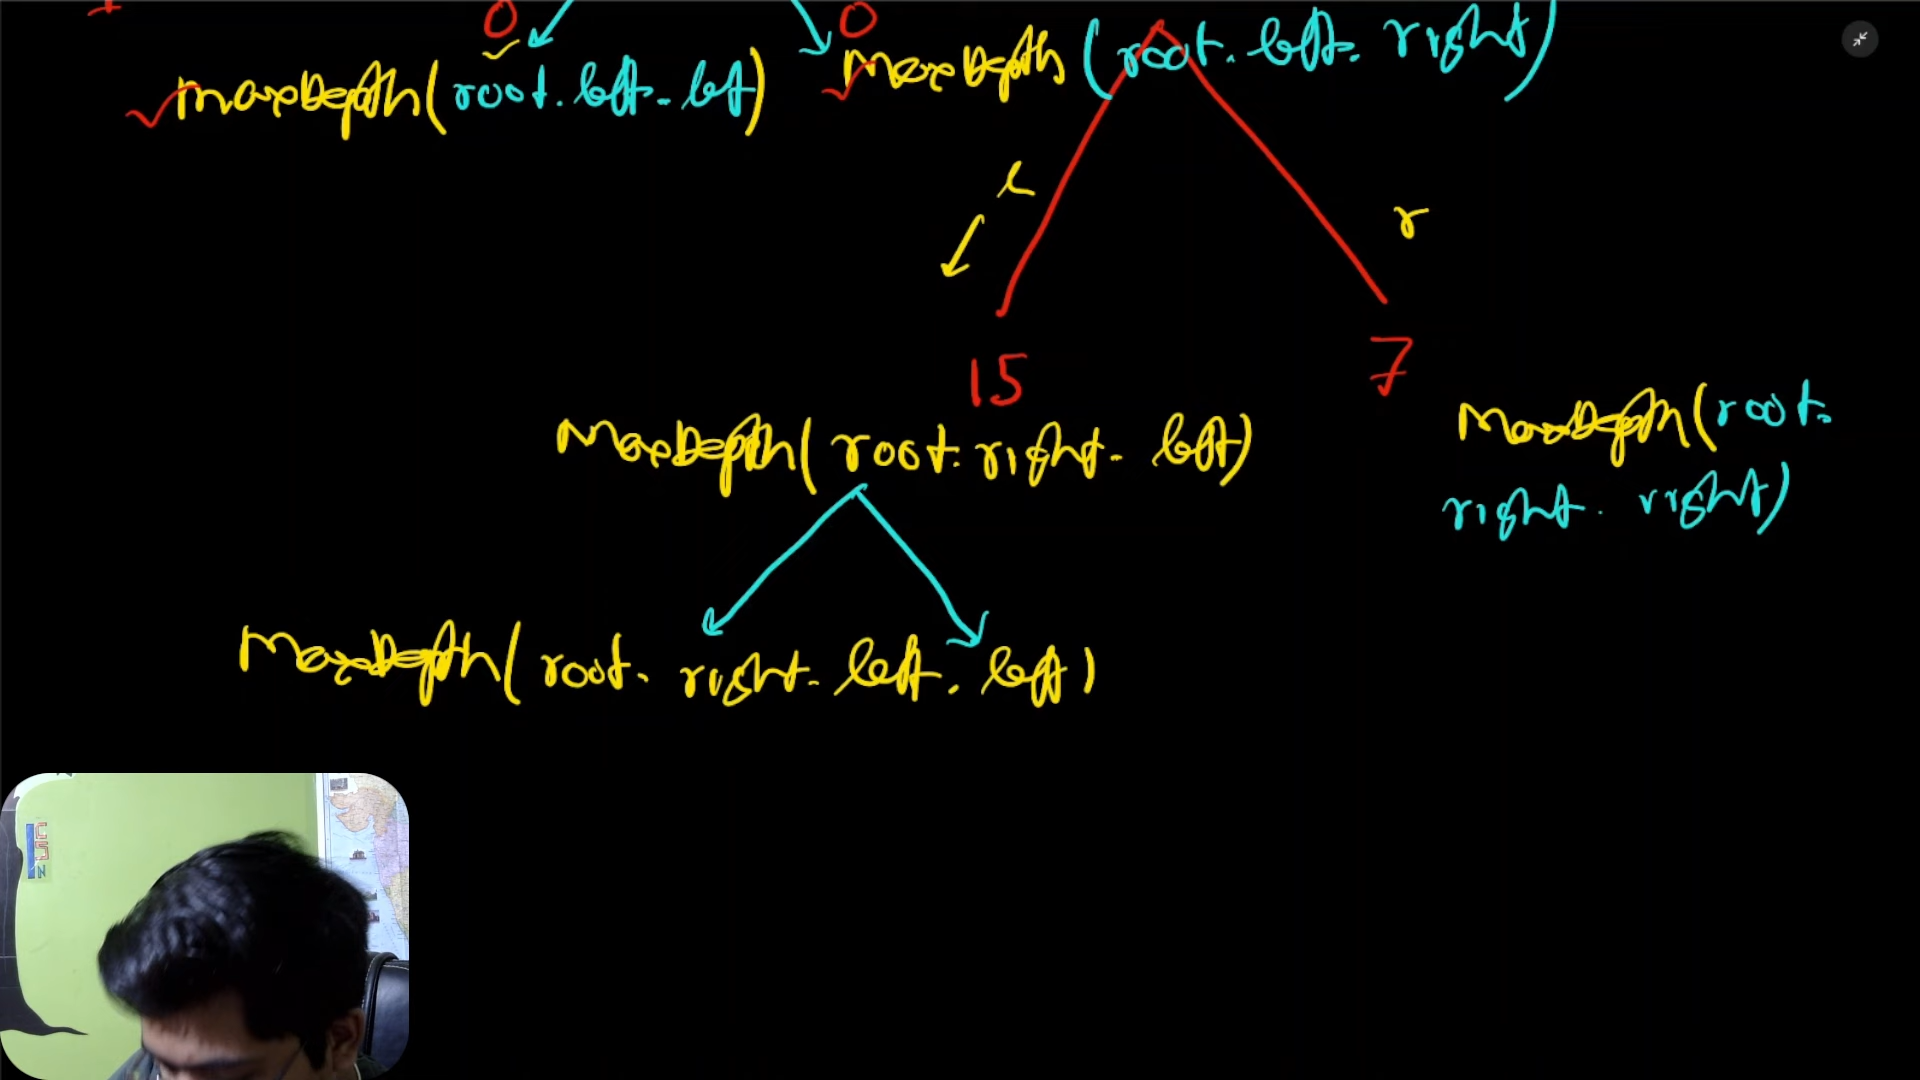 0 0
maxDepth(root.left.left) maxDepth (root.left.right)
l
r
15 7
MaxDepth(root.right.left) MaxDepth(root.
right.right)
MaxDepth(root.right.left.left)